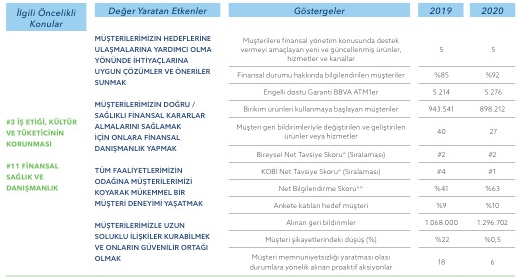 İlgili Öncelikli
Konular
Değer Yaratan Etkenler
Göstergeler
2019
2020
#3 İŞ ETİĞİ, KÜLTÜR
VE TÜKETİCİNİN
KORUNMASI
#11 FİNANSAL
SAĞLIK VE
DANIŞMANLIK
MÜŞTERİLERİMİZİN HEDEFLERİNE
ULAŞMALARINA YARDIMCI OLMA
YÖNÜNDE İHTİYAÇLARINA
UYGUN ÇÖZÜMLER VE ÖNERİLER
SUNMAK
MÜŞTERİLERİMİZİN DOĞRU /
SAĞLIKLI FİNANSAL KARARLAR
ALMALARINI SAĞLAMAK
İÇİN ONLARA FİNANSAL
DANIŞMANLIK YAPMAK
TÜM FAALİYETLERİMİZİN
ODAĞINA MÜŞTERİLERİMİZİ
KOYARAK MÜKEMMEL BİR
MÜŞTERİ DENEYİMİ YAŞATMAK
MÜŞTERİLERİMİZLE UZUN
SOLUKLU İLİŞKİLER KURABİLMEK
VE ONLARIN GÜVENİLİR ORTAĞI
OLMAK
Müşterilere finansal yönetim konusunda destek
vermeyi amaçlayan yeni ve güncellenmiş ürünler,
hizmetler ve kanallar
5
5
Finansal durumu hakkında bilgilendirilen müşteriler
%85
%92
Engelli dostu Garanti BBVA ATM'ler
5.214
5.276
Birikim ürünleri kullanmaya başlayan müşteriler
943.541
898.212
Müşteri geri bildirimleriyle değiştirilen ve geliştirilen
ürünler veya hizmetler
40
27
Bireysel Net Tavsiye Skoru* (Sıralaması)
#2
#2
KOBİ Net Tavsiye Skoru* (Sıralaması)
#4
#1
Net Bilgilendirme Skoru**
%41
%63
Ankete katılan hedef müşteri
%9
%10
Alınan geri bildirimler
1.068.000
1.296.702
Müşteri şikayetlerindeki düşüş (%)
%22
%0,5
Müşteri memnuniyetsizliği yaratması olası
durumlara yönelik alınan proaktif aksiyonlar
18
6